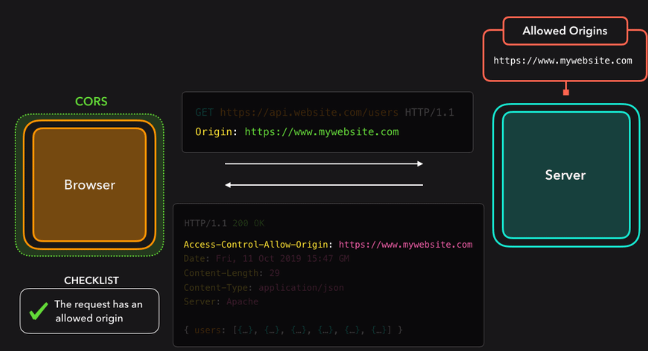 Allowed Origins
https://www.mywebsite.com
CORS
GET https://api.website.com/users HTTP/1.1
Origin: https://www.mywebsite.com
Browser
Server
HTTP/1.1 200 OK
Access-Control-Allow-Origin: https://www.mywebsite.com
Date: Fri, 11 Oct 2019 15:47 GM
Content-Length: 29
Content-Type: application/json
Server: Apache
{ users: [{…}, {…}, {…}, {…}, {…}, {…}] }
CHECKLIST
The request has an
allowed origin